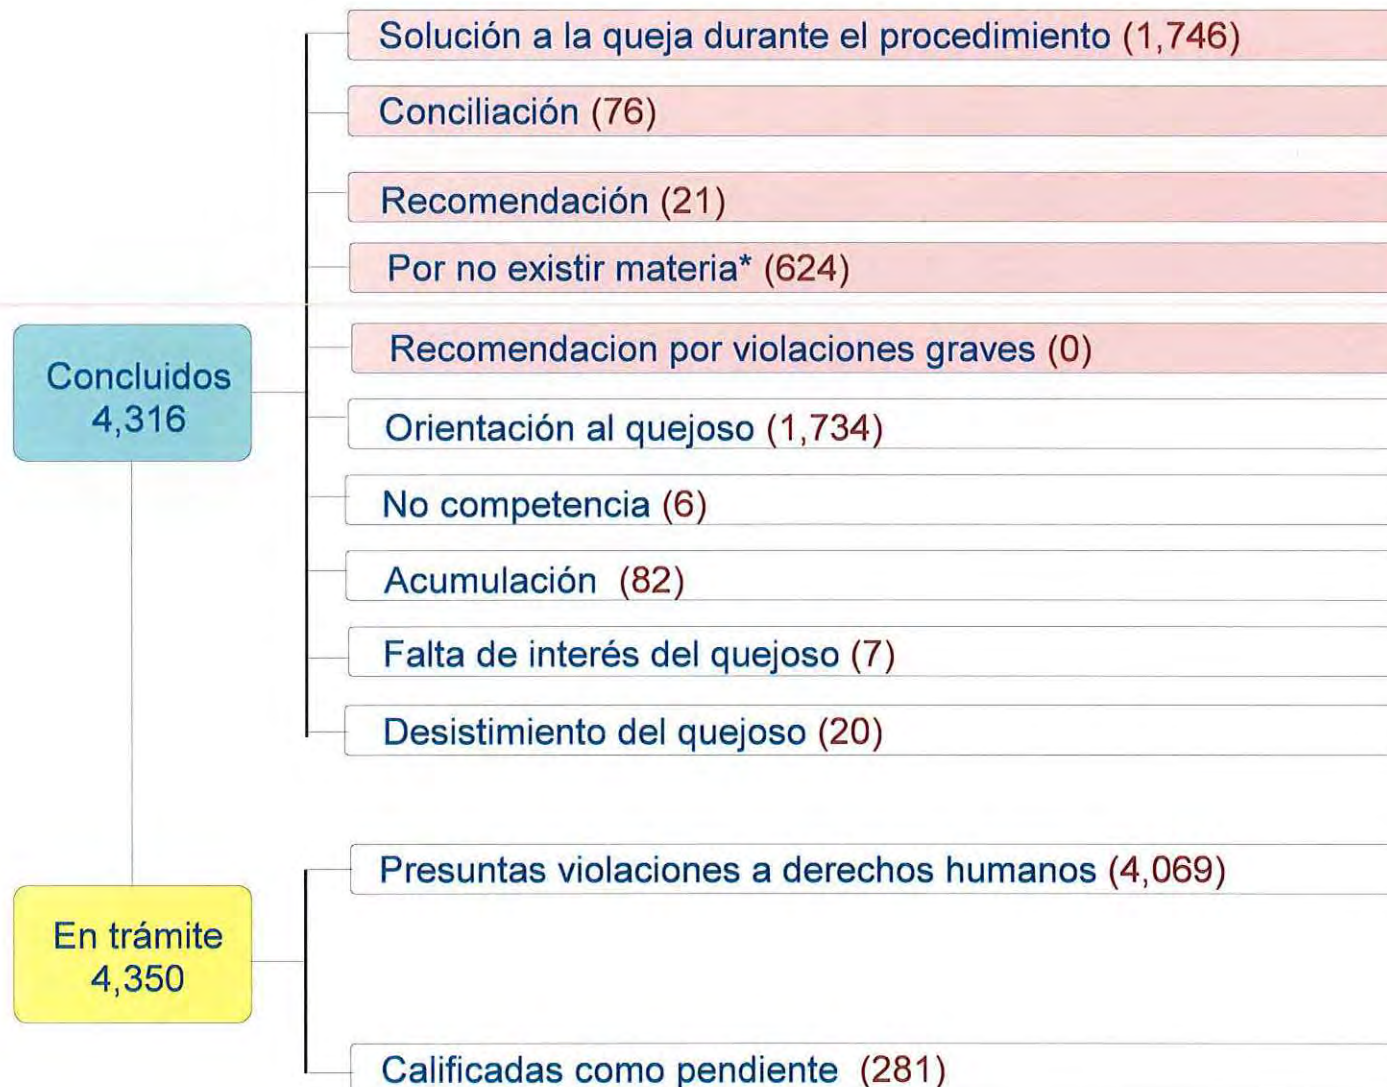 Solución a la queja durante el procedimiento (1,746)
Conciliación (76)
Recomendación (21)
Por no existir materia* (624)
Recomendacion por violaciones graves (0)
Concluidos
4,316
Orientación al quejoso (1,734)
No competencia (6)
Acumulación (82)
Falta de interés del quejoso (7)
Desistimiento del quejoso (20)
Presuntas violaciones a derechos humanos (4,069)
En trámite
4,350
Calificadas como pendiente (281)